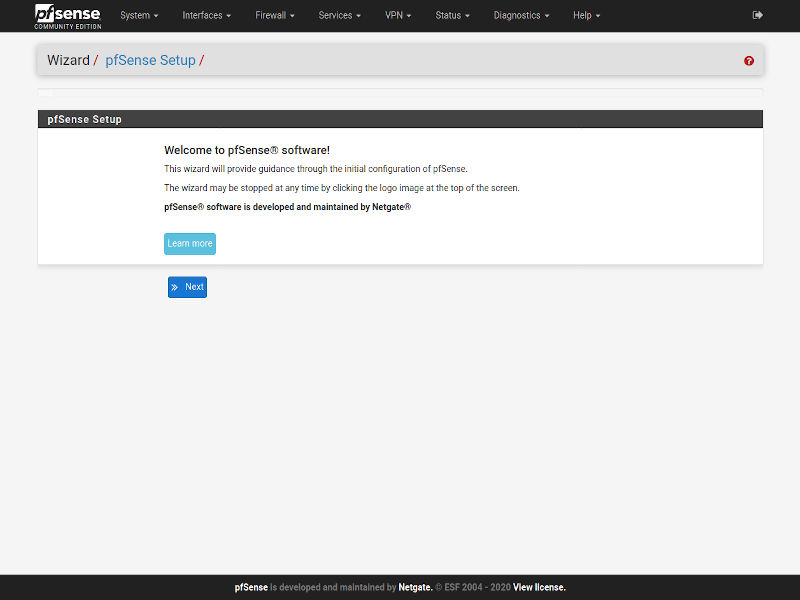 pfsense
COMMUNITY EDITION
System Interfaces Firewall Services VPN Status Diagnostics Help
Wizard / pfSense Setup /
pfSense Setup
Welcome to pfSense® software!
This wizard will provide guidance through the initial configuration of pfSense.
The wizard may be stopped at any time by clicking the logo image at the top of the screen.
pfSense® software is developed and maintained by Netgate®
Learn more
Next
pfSense is developed and maintained by Netgate. © ESF 2004 - 2020 View license.